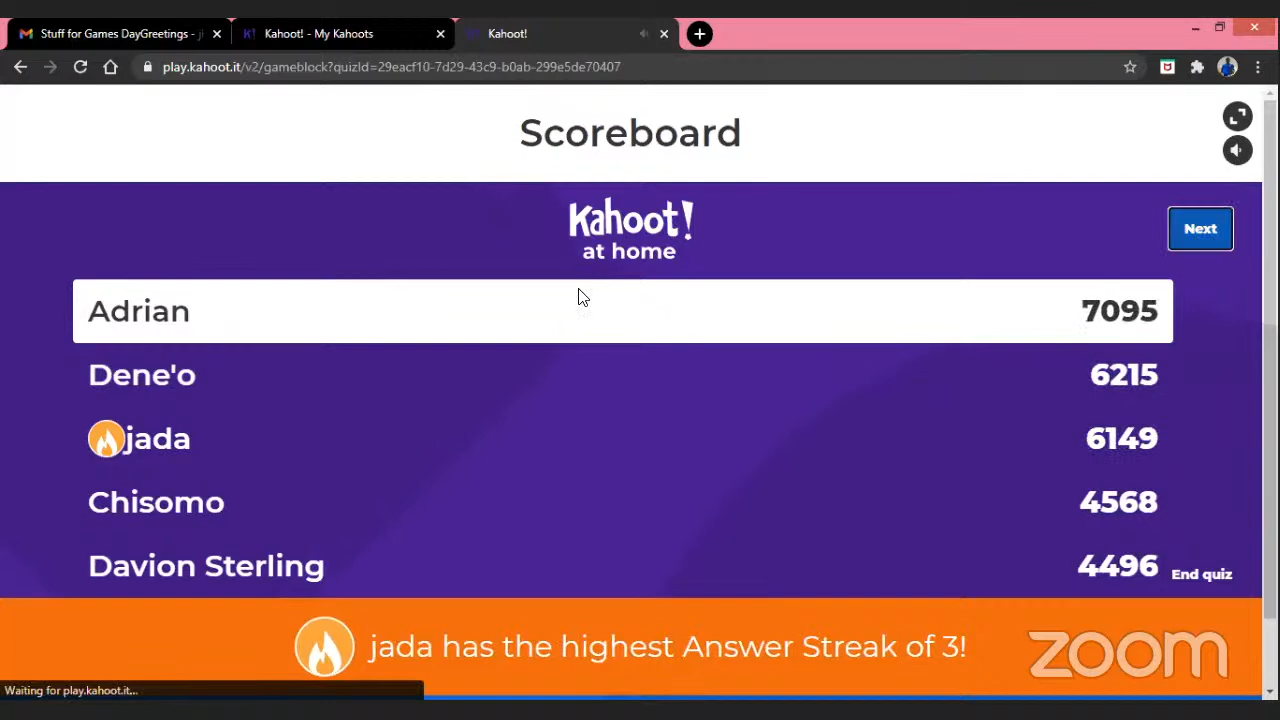 Stuff for Games DayGreetings - j
Kahoot! - My Kahoots
Kahoot!
play.kahoot.it/v2/gameblock?quizId=29eacf10-7d29-43c9-b0ab-299e5de70407
Scoreboard
Kahoot!
at home
Next
Adrian 7095
Dene'o 6215
jada 6149
Chisomo 4568
Davion Sterling 4496
End quiz
jada has the highest Answer Streak of 3!
zoom
Waiting for play.kahoot.it...